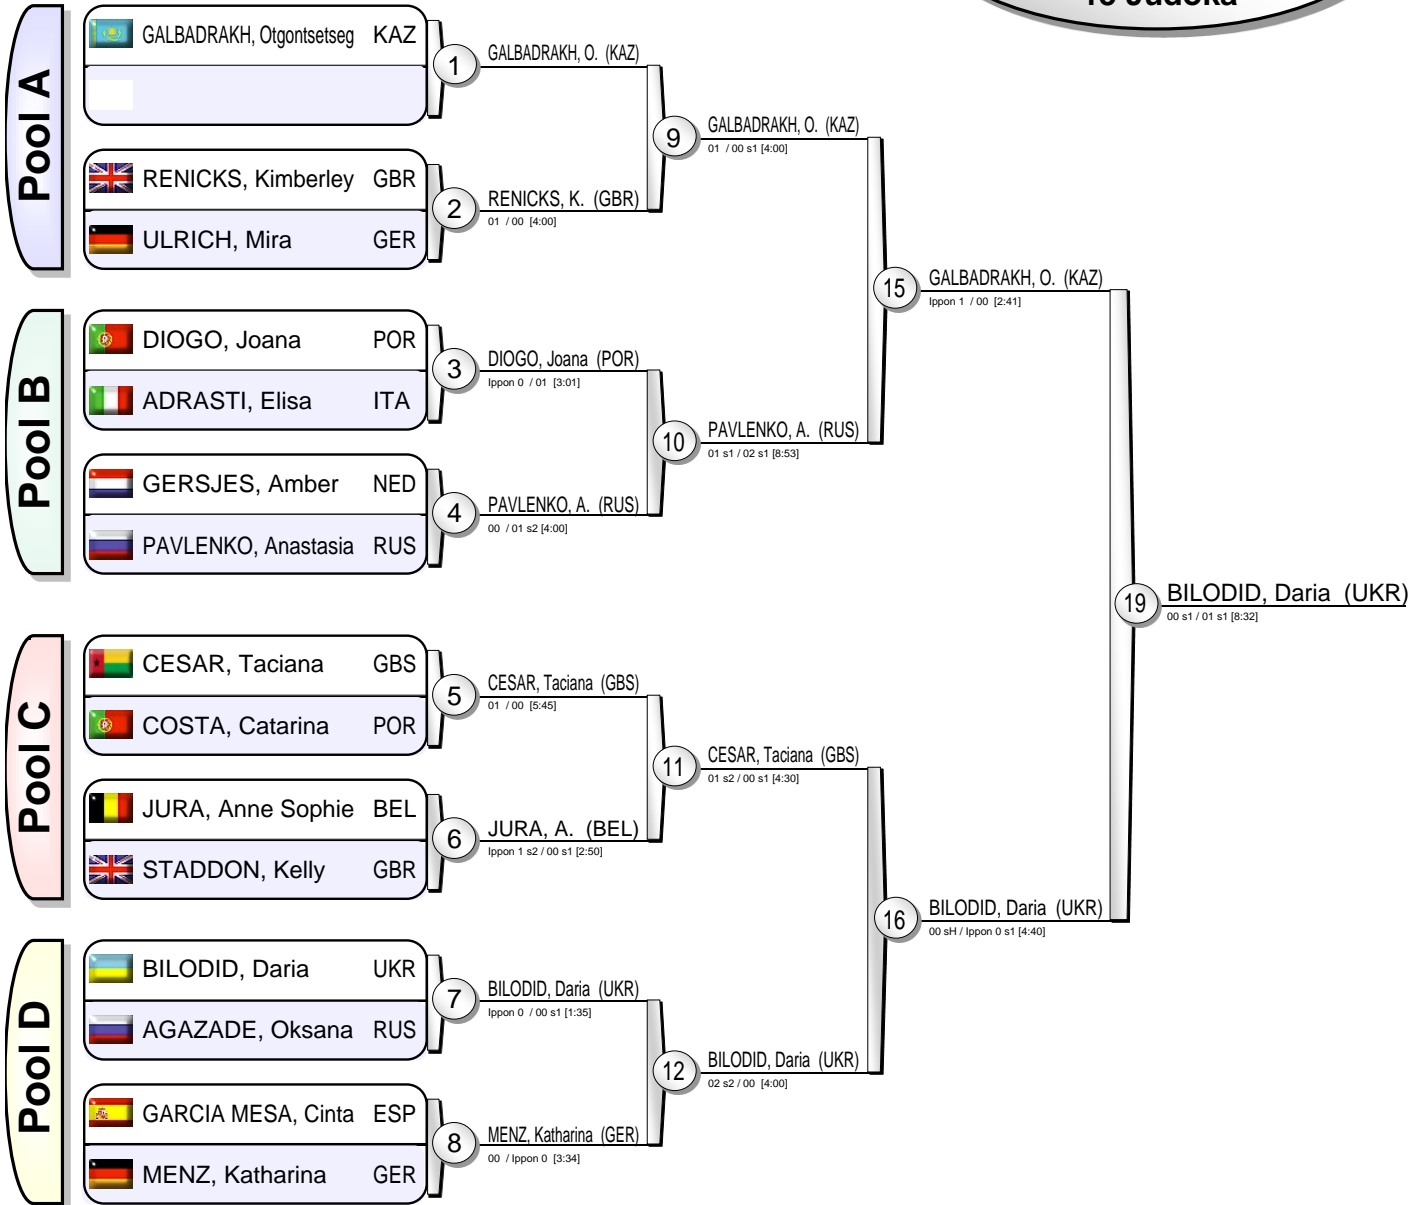 15 Judoka
Pool A
GALBADRAKH, Otgontsetseg KAZ
RENICKS, Kimberley GBR
ULRICH, Mira GER
Pool B
DIOGO, Joana POR
ADRASTI, Elisa ITA
GERSJES, Amber NED
PAVLENKO, Anastasia RUS
Pool C
CESAR, Taciana GBS
COSTA, Catarina POR
JURA, Anne Sophie BEL
STADDON, Kelly GBR
Pool D
BILODID, Daria UKR
AGAZADE, Oksana RUS
GARCIA MESA, Cinta ESP
MENZ, Katharina GER
1
GALBADRAKH, O. (KAZ)
2
RENICKS, K. (GBR)
01 / 00 [4:00]
3
DIOGO, Joana (POR)
Ippon 0 / 01 [3:01]
4
PAVLENKO, A. (RUS)
00 / 01 s2 [4:00]
5
CESAR, Taciana (GBS)
01 / 00 [5:45]
6
JURA, A. (BEL)
Ippon 1 s2 / 00 s1 [2:50]
7
BILODID, Daria (UKR)
Ippon 0 / 00 s1 [1:35]
8
MENZ, Katharina (GER)
00 / Ippon 0 [3:34]
9
GALBADRAKH, O. (KAZ)
01 / 00 s1 [4:00]
10
PAVLENKO, A. (RUS)
01 s1 / 02 s1 [8:53]
11
CESAR, Taciana (GBS)
01 s2 / 00 s1 [4:30]
12
BILODID, Daria (UKR)
02 s2 / 00 [4:00]
15
GALBADRAKH, O. (KAZ)
Ippon 1 / 00 [2:41]
16
BILODID, Daria (UKR)
00 sH / Ippon 0 s1 [4:40]
19
BILODID, Daria (UKR)
00 s1 / 01 s1 [8:32]